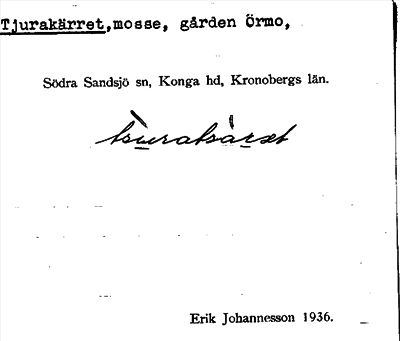 Tjurakärret, mosse, gården Örmo,
Södra Sandsjö sn, Konga hd, Kronobergs län.
Erik Johannesson 1936.